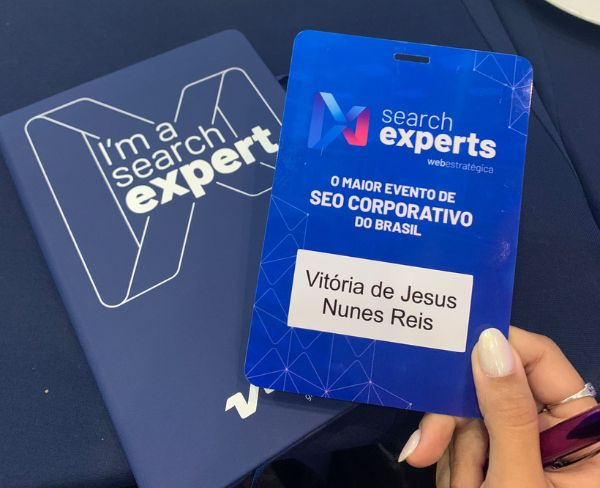 I'm a
search
expert
search
experts
webestratégica
O MAIOR EVENTO DE
SEO CORPORATIVO
DO BRASIL
Vitória de Jesus
Nunes Reis